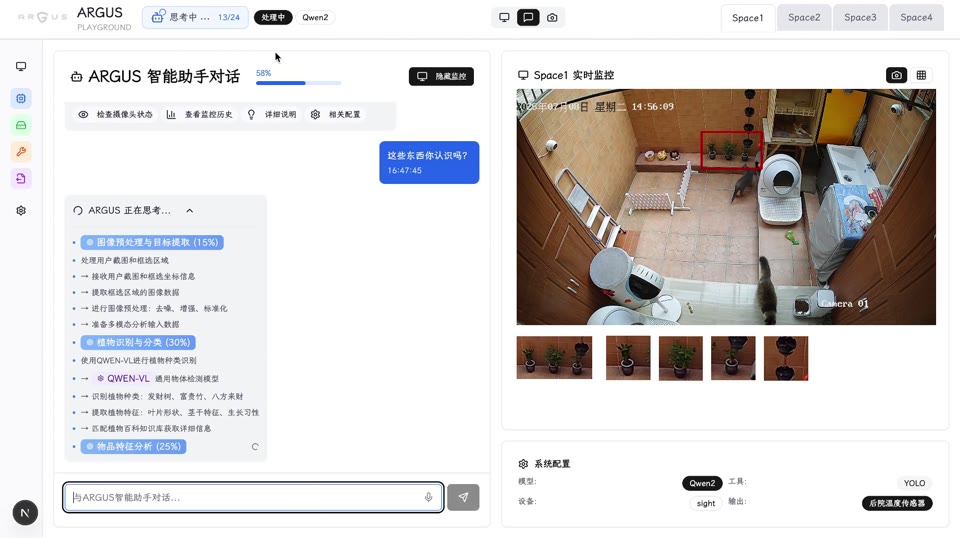 ARGUS
ARGUS
PLAYGROUND
思考中 ... 13/24
处理中
Qwen2
Space1
Space2
Space3
Space4
ARGUS 智能助手对话
58%
隐藏监控
检查摄像头状态
查看监控历史
详细说明
相关配置
这些东西你认识吗？
16:47:45
ARGUS 正在思考...
图像预处理与目标提取 (15%)
处理用户截图和框选区域
→ 接收用户截图和框选坐标信息
→ 提取框选区域的图像数据
→ 进行图像预处理：去噪、增强、标准化
→ 准备多模态分析输入数据
植物识别与分类 (30%)
使用QWEN-VL进行植物种类识别
→ QWEN-VL 通用物体检测模型
→ 识别植物种类：发财树、富贵竹、八方来财
→ 提取植物特征：叶片形状、茎干特征、生长习性
→ 匹配植物百科知识库获取详细信息
物品特征分析 (25%)
与ARGUS智能助手对话...
N
Space1 实时监控
2025年07月08日 星期二 14:56:09
Camera 01
系统配置
模型: Qwen2
工具: YOLO
设备: sight
输出: 后院温度传感器